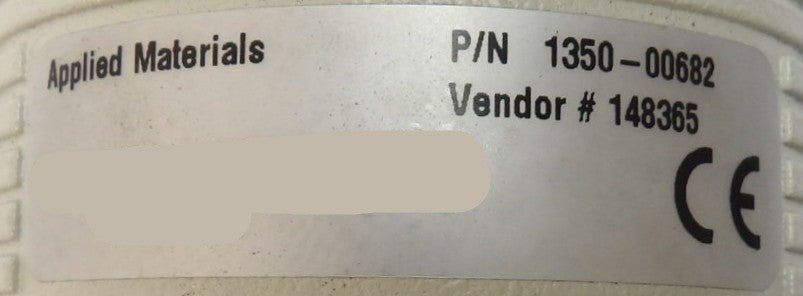 Applied Materials
P/N 1350-00682
Vendor # 148365
CE